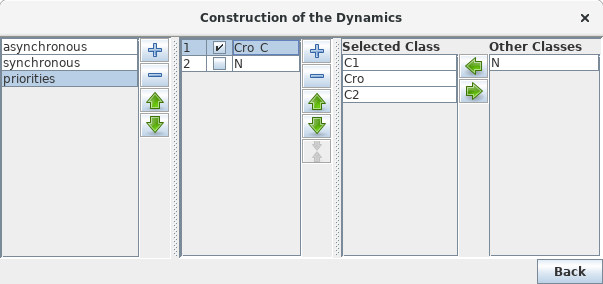 Construction of the Dynamics
asynchronous
synchronous
priorities
1 Cro C
2 N
Selected Class
C1
Cro
C2
Other Classes
N
Back